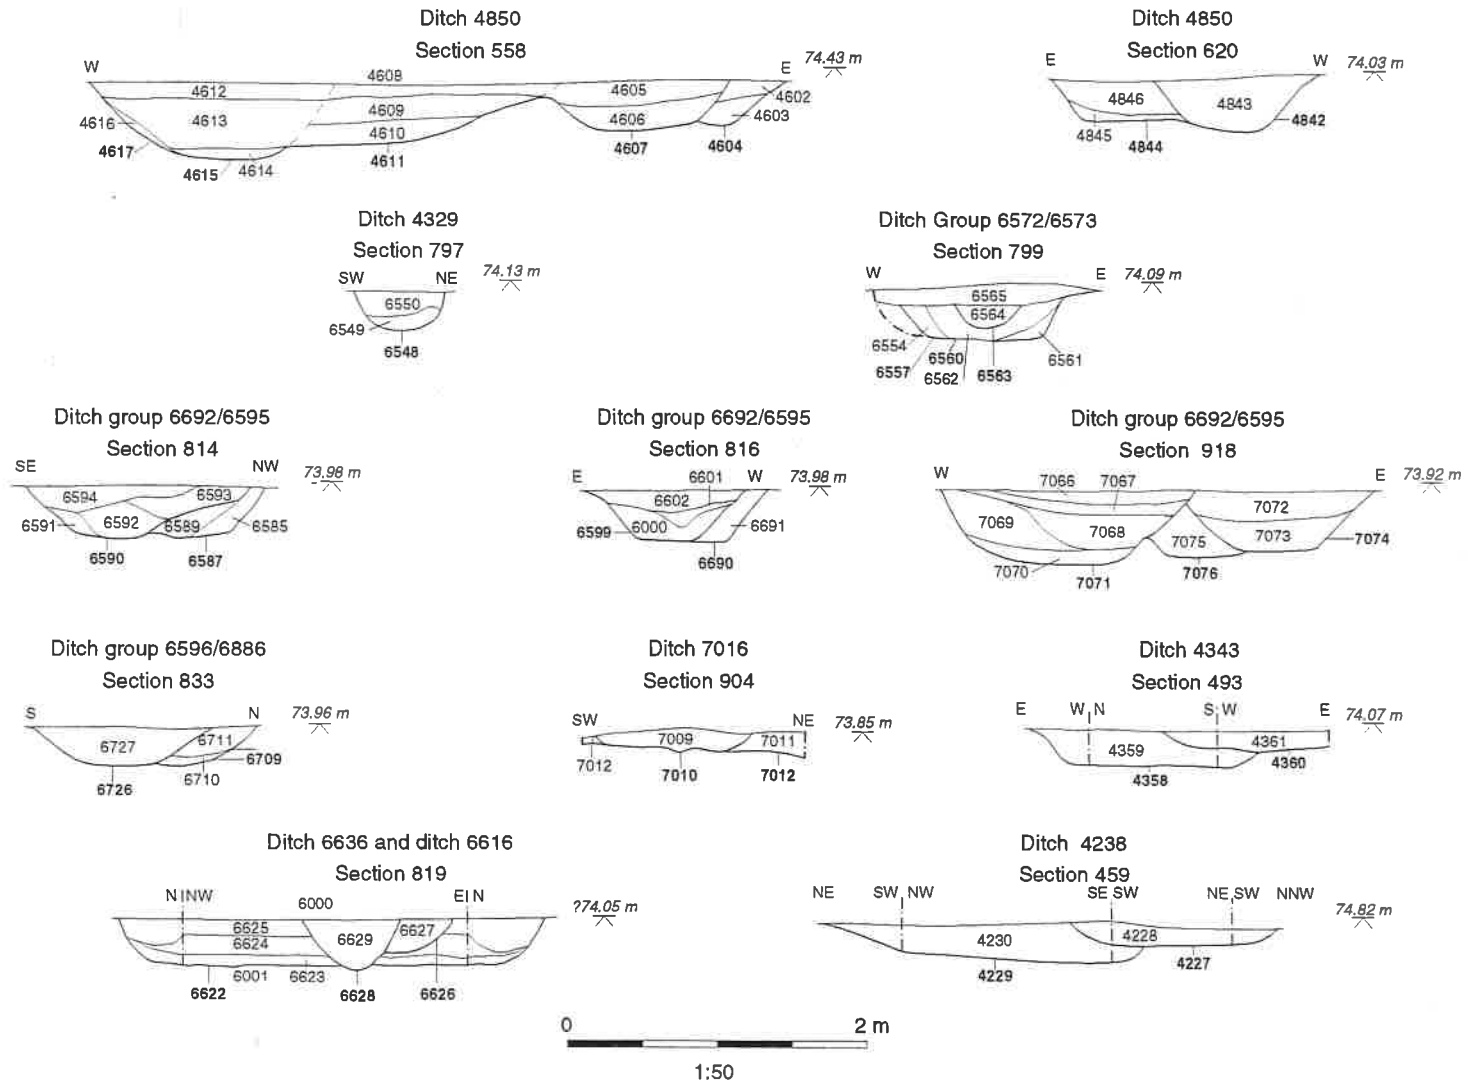 Ditch 4850
Section 558
W
E
74.43 m
4608
4612
4605
4602
4609
4616
4613
4606
4603
4610
4617
4607
4604
4611
4615
4614
Ditch 4850
Section 620
E
W
74.03 m
4846
4843
4845
4844
4842
Ditch 4329
Section 797
SW
NE
74.13 m
6550
6549
6548
Ditch Group 6572/6573
Section 799
W
E
74.09 m
6565
6564
6554
6560
6561
6557
6562
6563
Ditch group 6692/6595
Section 814
SE
NW
73.98 m
6594
6593
6591
6592
6589
6585
6590
6587
Ditch group 6692/6595
Section 816
E
6601
W
73.98 m
6602
6599
6000
6691
6690
Ditch group 6692/6595
Section 918
W
E
73.92 m
7066
7067
7072
7069
7068
7075
7073
7074
7070
7071
7076
Ditch group 6596/6886
Section 833
S
N
73.96 m
6727
6711
6709
6726
6710
Ditch 7016
Section 904
SW
NE
73.85 m
7009
7011
7012
7010
7012
Ditch 4343
Section 493
E
W N
S W
E
74.07 m
4359
4361
4358
4360
Ditch 6636 and ditch 6616
Section 819
N NW
6000
E N
?74.05 m
6625
6624
6629
6627
6001
6623
6622
6628
6626
Ditch 4238
Section 459
NE
SW NW
SE SW
NE SW
NNW
74.82 m
4230
4228
4229
4227
0
2 m
1:50